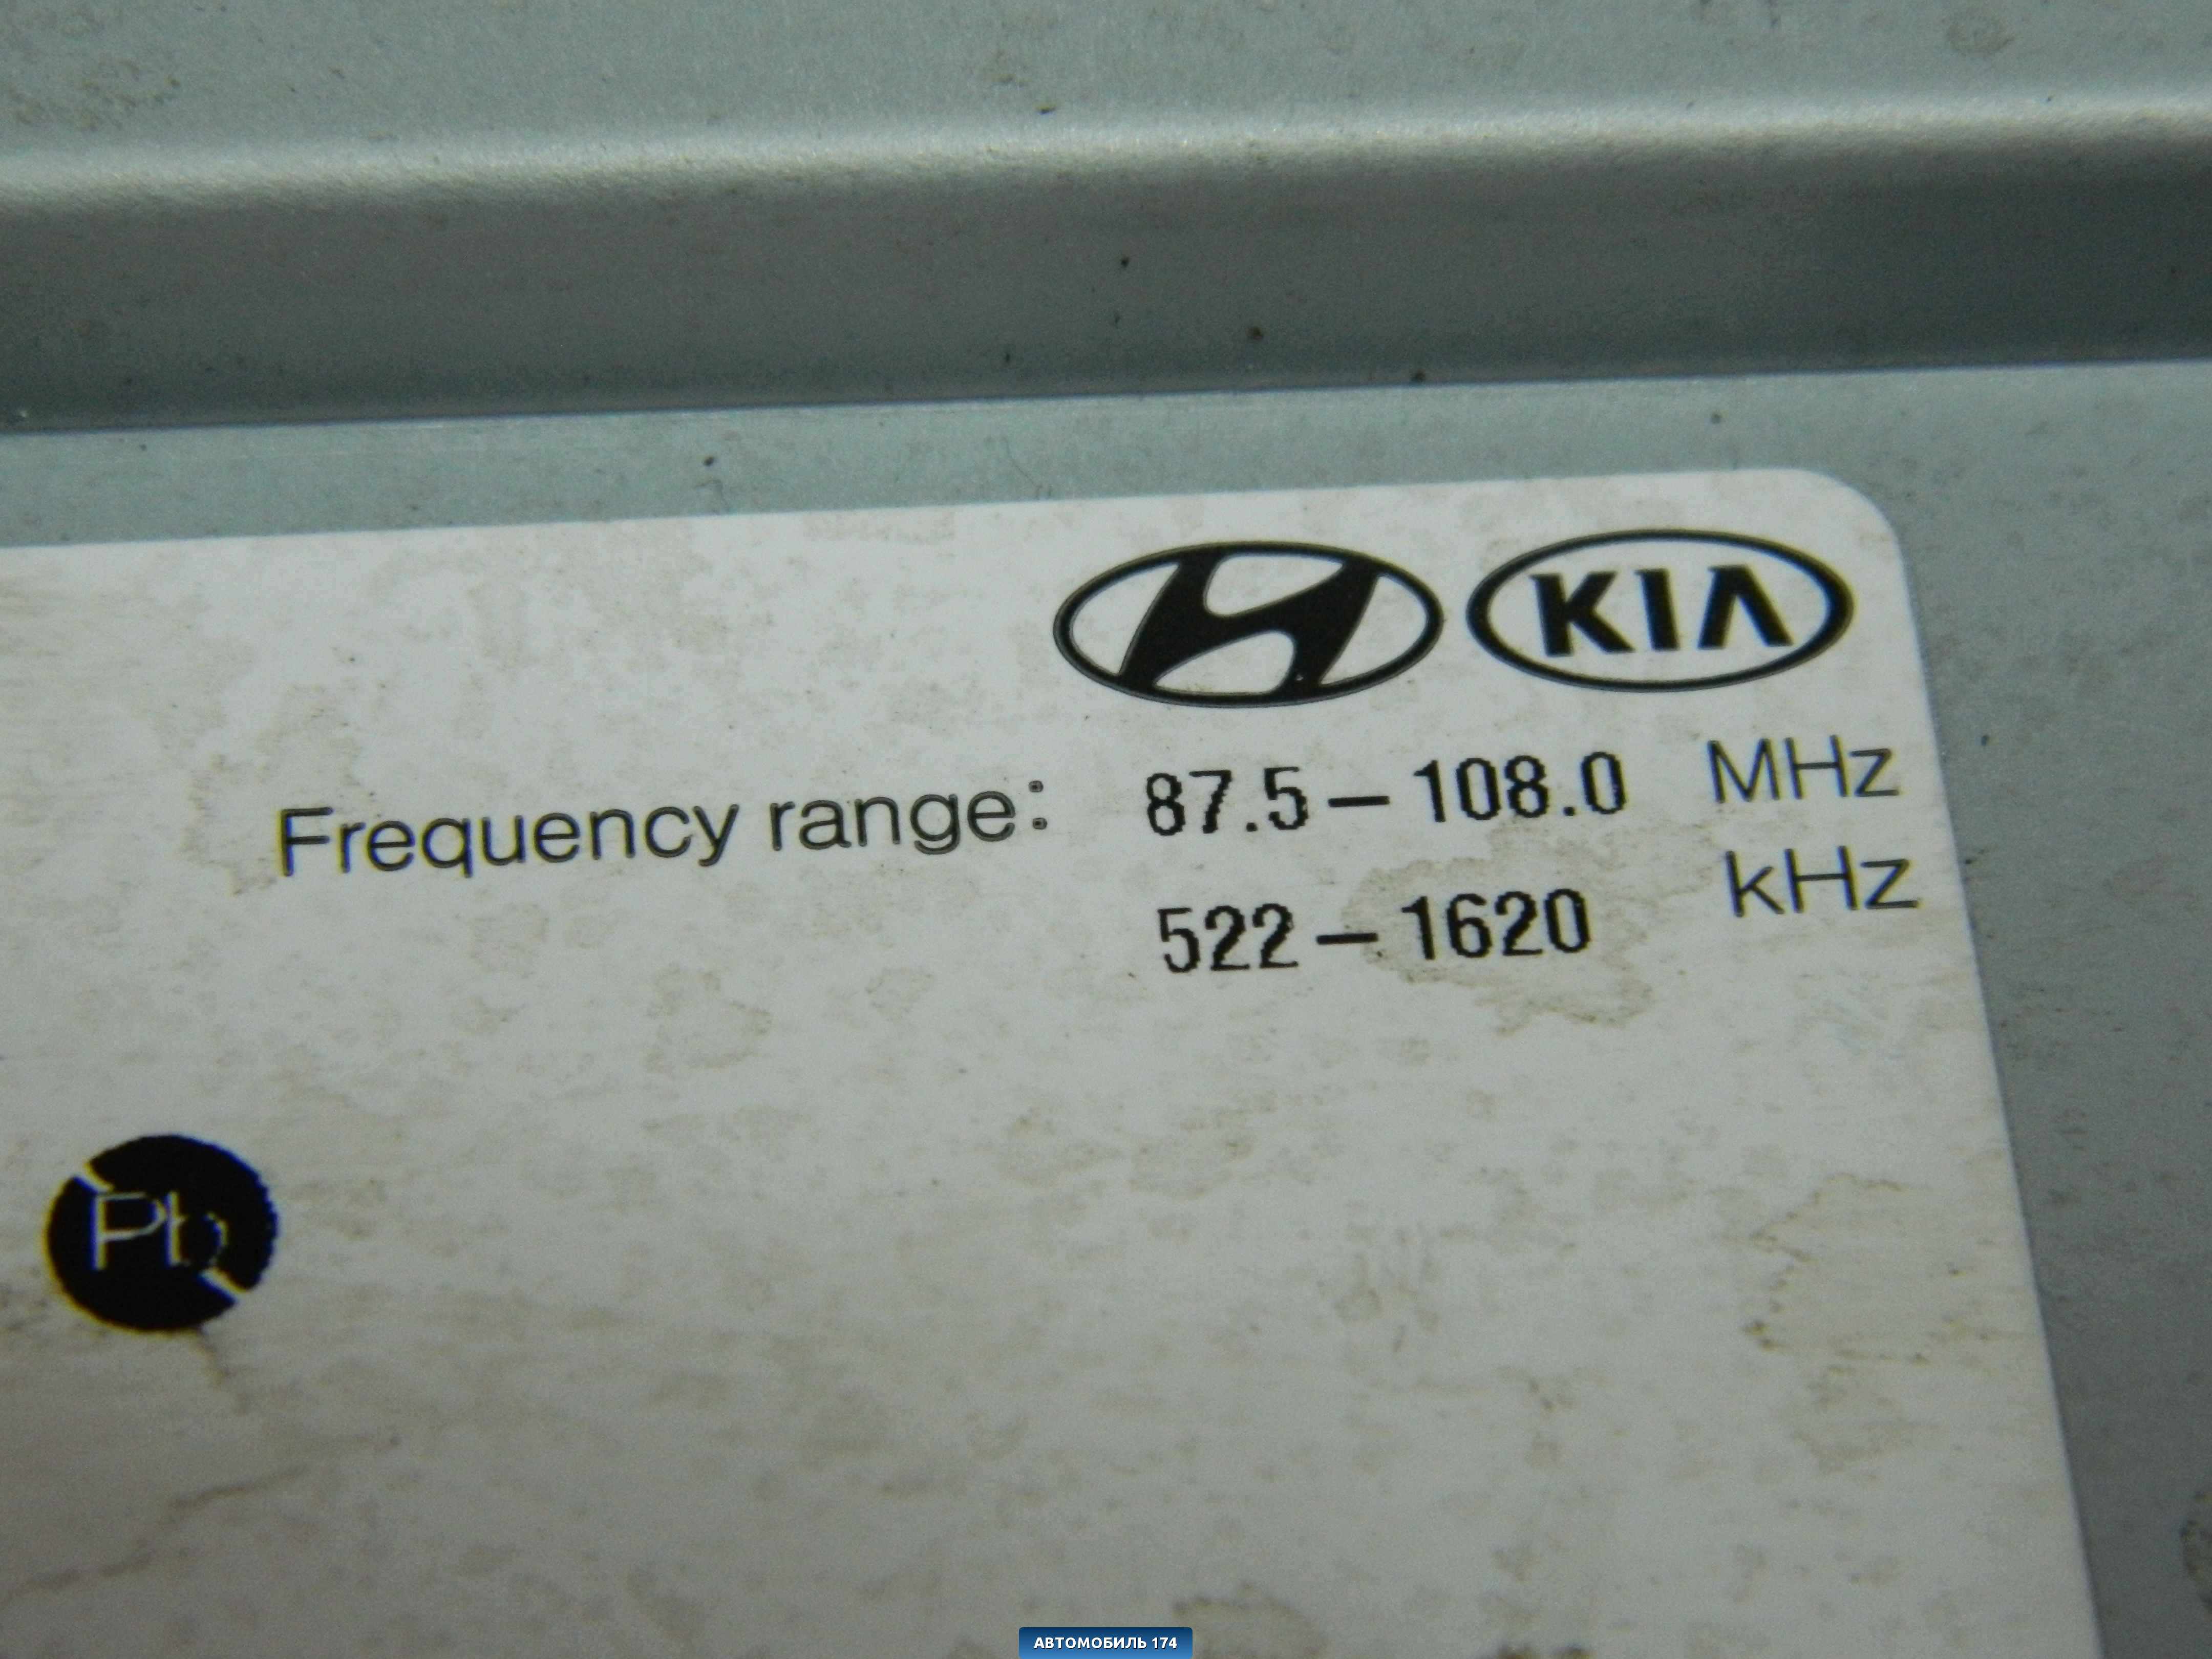 KIA
Frequency range: 87.5 – 108.0 MHz
522 – 1620 kHz
Pb
АВТОМОБИЛЬ 174